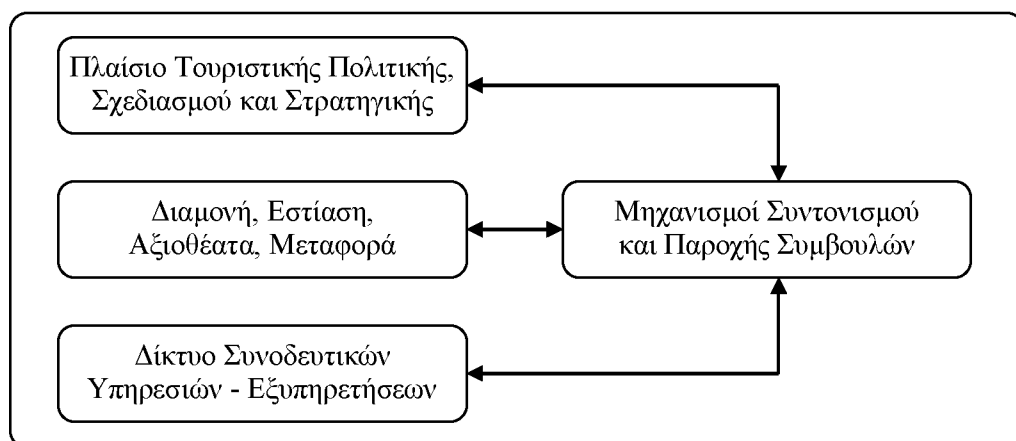 Πλαίσιο Τουριστικής Πολιτικής,
Σχεδιασμού και Στρατηγικής
Διαμονή, Εστίαση,
Αξιοθέατα, Μεταφορά
Μηχανισμοί Συντονισμού
και Παροχής Συμβουλών
Δίκτυο Συνοδευτικών
Υπηρεσιών - Εξυπηρετήσεων